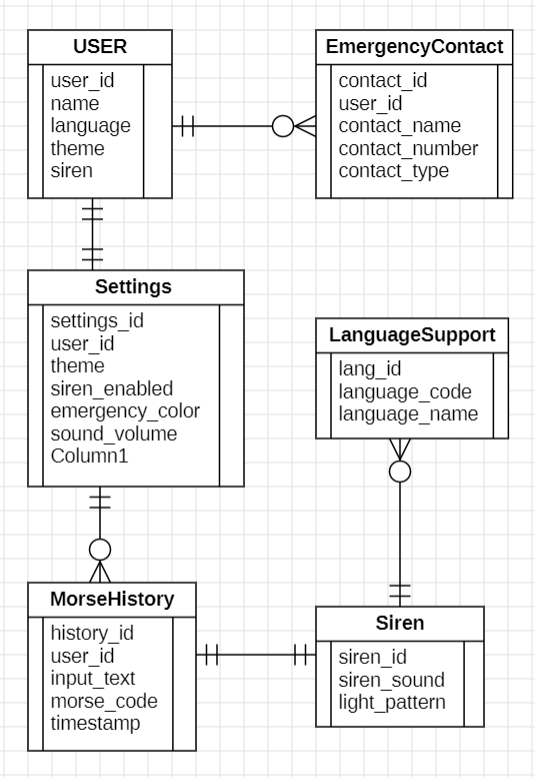 USER
user_id
name
language
theme
siren
EmergencyContact
contact_id
user_id
contact_name
contact_number
contact_type
Settings
settings_id
user_id
theme
siren_enabled
emergency_color
sound_volume
Column1
LanguageSupport
lang_id
language_code
language_name
MorseHistory
history_id
user_id
input_text
morse_code
timestamp
Siren
siren_id
siren_sound
light_pattern